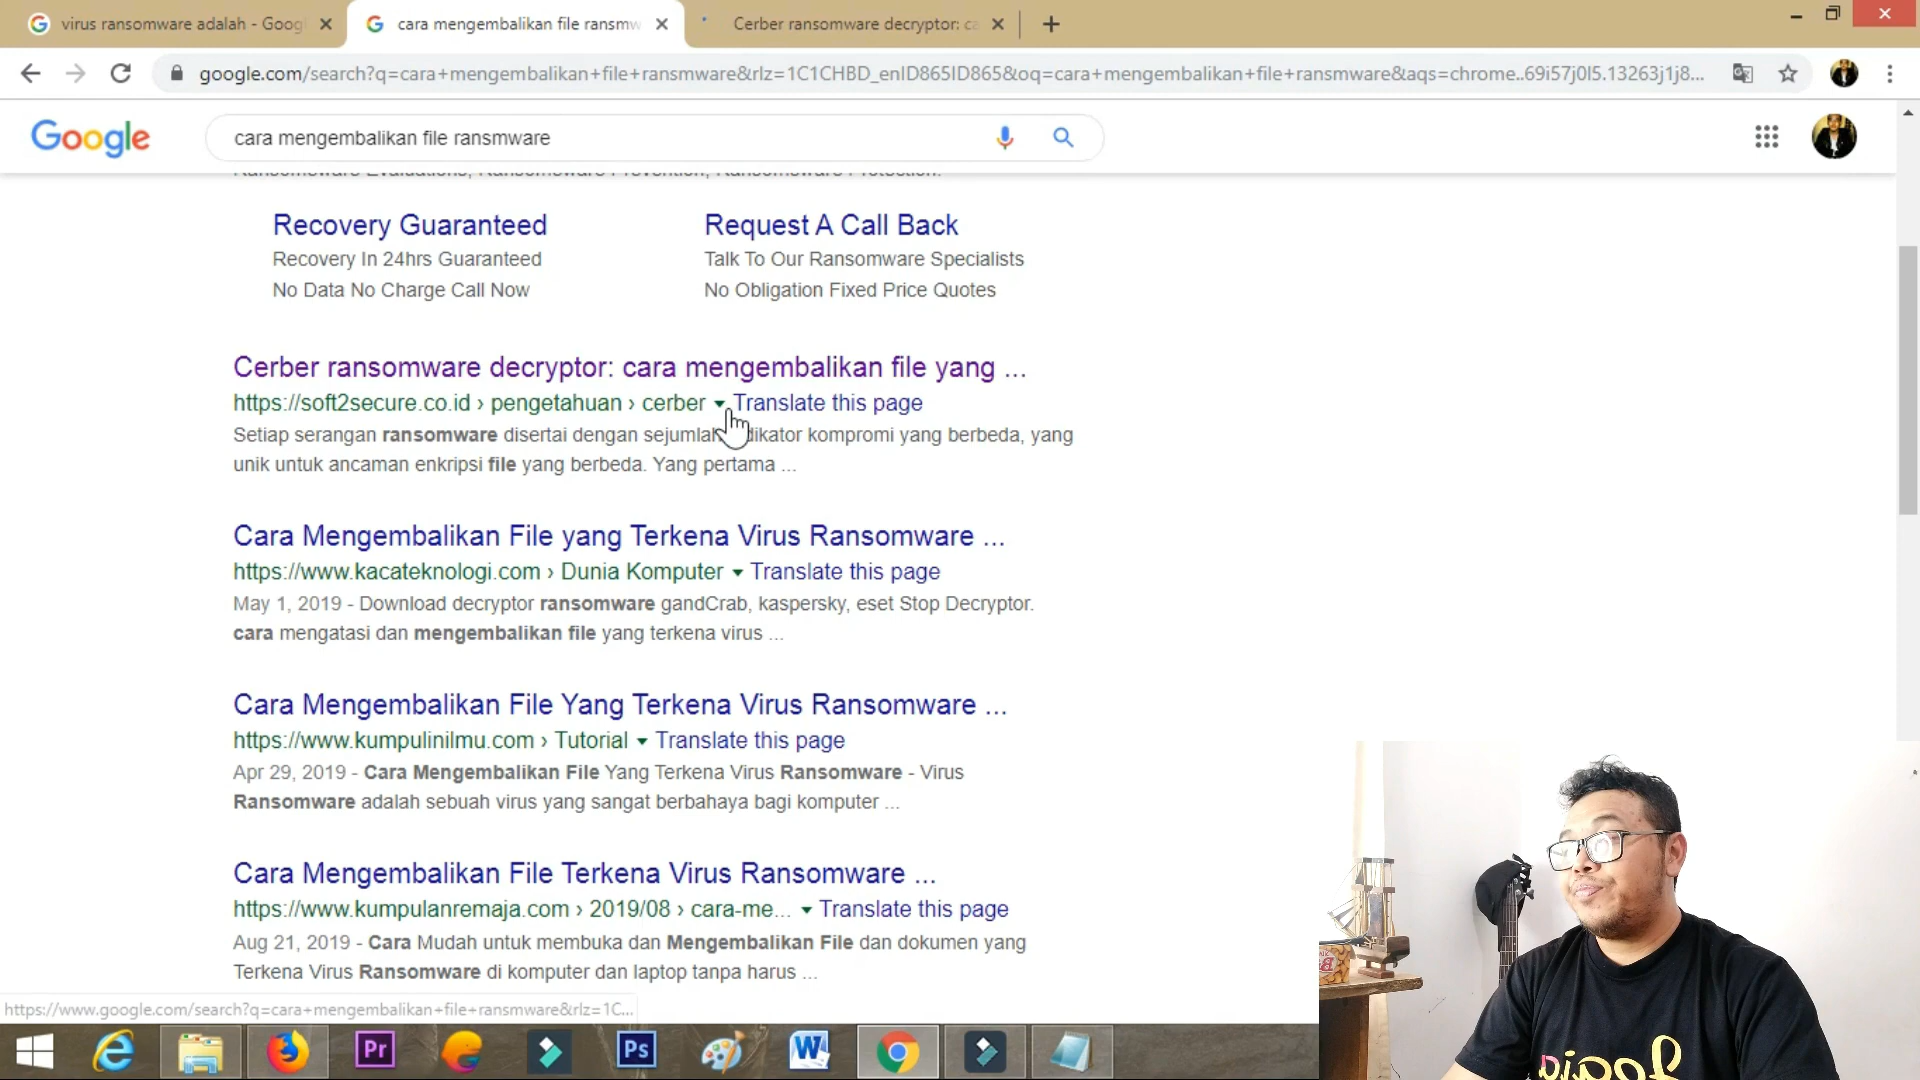 virus ransomware adalah - Goog
cara mengembalikan file ransmw
Cerber ransomware decryptor: ca
google.com/search?q=cara+mengembalikan+file+ransmware&rlz=1C1CHBD_enID865ID865&oq=cara+mengembalikan+file+ransmware&aqs=chrome..69i57j0l5.13263j1j8...
Google
cara mengembalikan file ransmware
Ransomware Evaluations, Ransomware Prevention, Ransomware Protection.
Recovery Guaranteed
Recovery In 24hrs Guaranteed
No Data No Charge Call Now
Request A Call Back
Talk To Our Ransomware Specialists
No Obligation Fixed Price Quotes
Cerber ransomware decryptor: cara mengembalikan file yang ...
https://soft2secure.co.id › pengetahuan › cerber ▾ Translate this page
Setiap serangan ransomware disertai dengan sejumlah dikator kompromi yang berbeda, yang
unik untuk ancaman enkripsi file yang berbeda. Yang pertama ...
Cara Mengembalikan File yang Terkena Virus Ransomware ...
https://www.kacateknologi.com › Dunia Komputer ▾ Translate this page
May 1, 2019 - Download decryptor ransomware gandCrab, kaspersky, eset Stop Decryptor.
cara mengatasi dan mengembalikan file yang terkena virus ...
Cara Mengembalikan File Yang Terkena Virus Ransomware ...
https://www.kumpulinilmu.com › Tutorial ▾ Translate this page
Apr 29, 2019 - Cara Mengembalikan File Yang Terkena Virus Ransomware - Virus
Ransomware adalah sebuah virus yang sangat berbahaya bagi komputer ...
Cara Mengembalikan File Terkena Virus Ransomware ...
https://www.kumpulanremaja.com › 2019/08 › cara-me... ▾ Translate this page
Aug 21, 2019 - Cara Mudah untuk membuka dan Mengembalikan File dan dokumen yang
Terkena Virus Ransomware di komputer dan laptop tanpa harus ...
https://www.google.com/search?q=cara+mengembalikan+file+ransmware&rlz=1C...
Pr
Ps
W